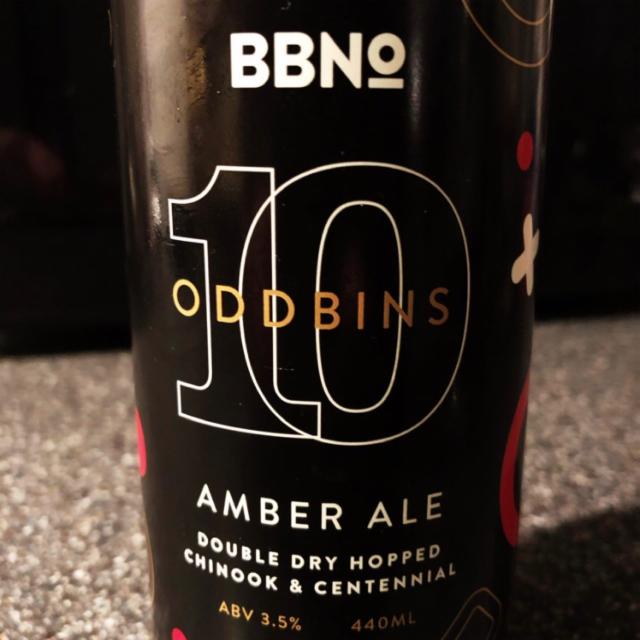 BBNo
10
ODDBINS
AMBER ALE
DOUBLE DRY HOPPED
CHINOOK & CENTENNIAL
ABV 3.5% 440ML